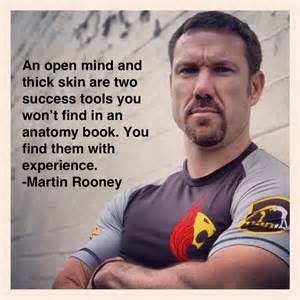 An open mind and
thick skin are two
success tools you
won't find in an
anatomy book. You
find them with
experience.
-Martin Rooney